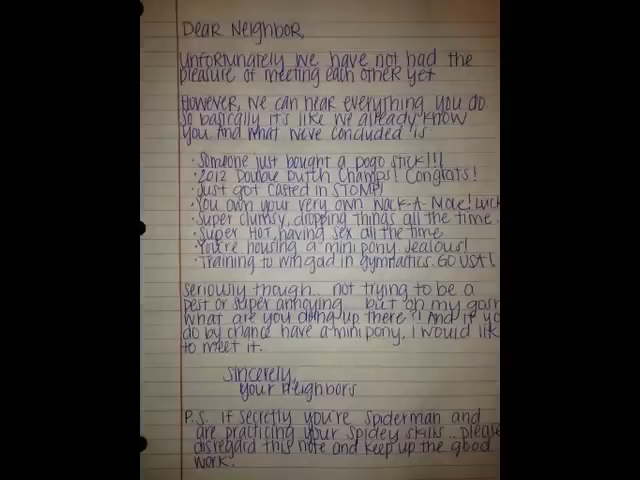 Dear Neighbor,
Unfortunately we have not had the
pleasure of meeting each other yet
However, we can hear everything you do
so basically it's like we already know
you and what we've concluded is
· Someone just bought a pogo stick!!!
· 2012 Double Dutch Champs! Congrats!
· Just got casted in STOMP!
· You own your very own Wack-A-Mole!
· Super clumsy, dropping things all the time.
· Super HOT, having sex all the time
· You're housing a mini pony. Jealous!
· Training to win gold in gymnastics. GO USA!
Seriously though.. not trying to be a
pest or super annoying.. but oh my gosh
what are you doing up there?! And if yo
do by chance have a mini pony, I would like
to meet it.
Sincerely,
your neighbors
P.S. if secretly you're Spiderman and
are practicing your spidey skills.. please
disregard this note and keep up the good
work.